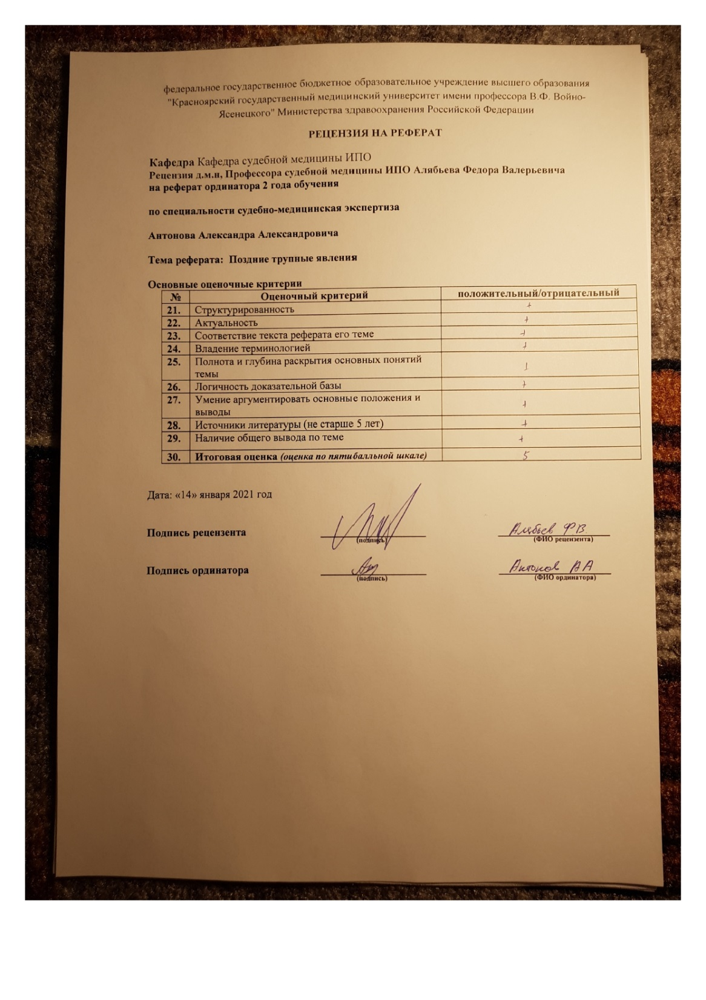 федеральное государственное бюджетное образовательное учреждение высшего образования
"Красноярский государственный медицинский университет имени профессора В.Ф. Войно-
Ясенецкого" Министерства здравоохранения Российской Федерации
РЕЦЕНЗИЯ НА РЕФЕРАТ
Кафедра Кафедра судебной медицины ИПО
Рецензия д.м.н, Профессора судебной медицины ИПО Алябьева Федора Валерьевича
на реферат ординатора 2 года обучения
по специальности судебно-медицинская экспертиза
Антонова Александра Александровича
Тема реферата: Поздние трупные явления
Основные оценочные критерии
№ Оценочный критерий положительный/отрицательный
21. Структурированность +
22. Актуальность +
23. Соответствие текста реферата его теме +
24. Владение терминологией +
25. Полнота и глубина раскрытия основных понятий
темы +
26. Логичность доказательной базы +
27. Умение аргументировать основные положения и
выводы +
28. Источники литературы (не старше 5 лет) +
29. Наличие общего вывода по теме +
30. Итоговая оценка (оценка по пятибалльной шкале) 5
Дата: «14» января 2021 год
Подпись рецензента Алябьев Ф В.
(подпись) (ФИО рецензента)
Подпись ординатора Антонов А А
(подпись) (ФИО ординатора)